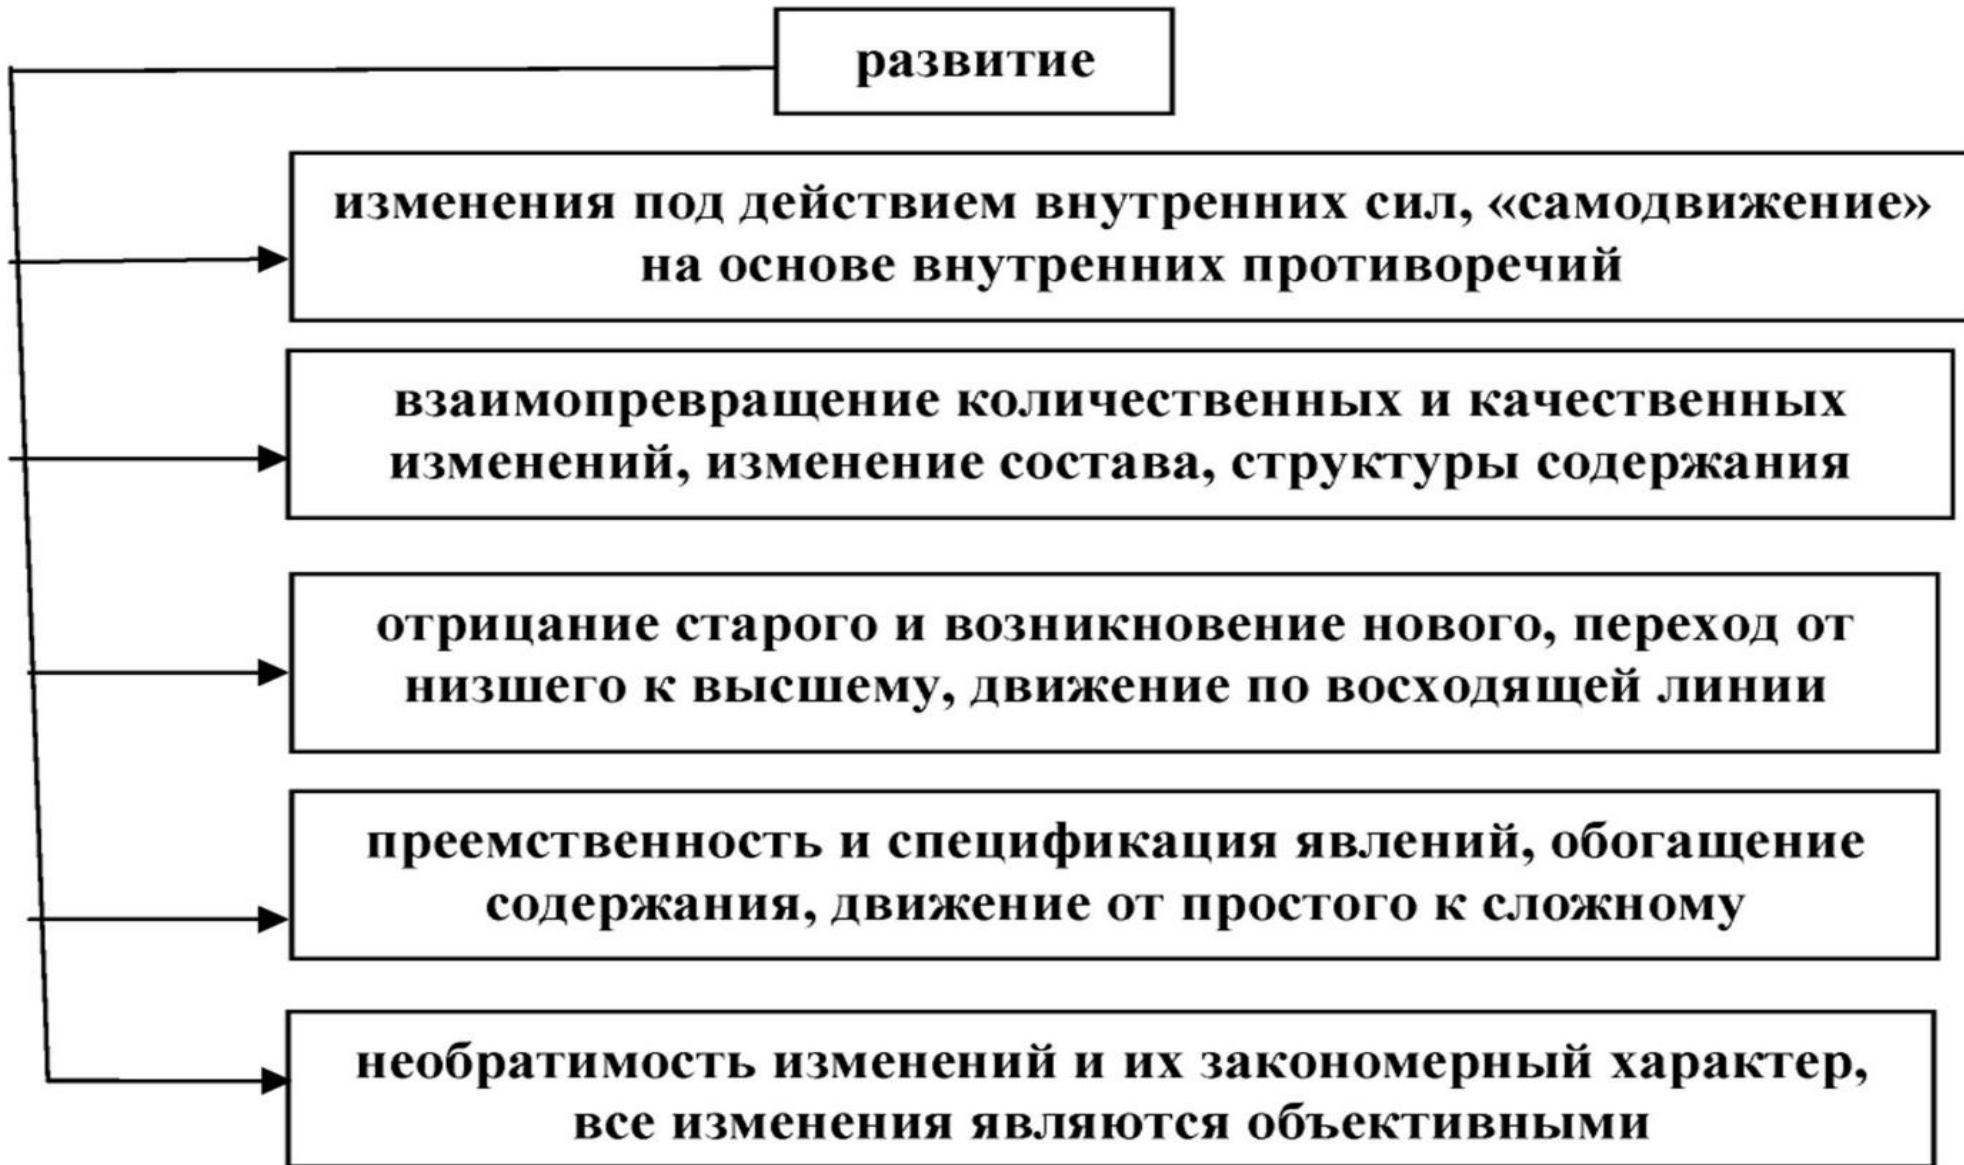 развитие
изменения под действием внутренних сил, «самодвижение»
на основе внутренних противоречий
взаимопревращение количественных и качественных
изменений, изменение состава, структуры содержания
отрицание старого и возникновение нового, переход от
низшего к высшему, движение по восходящей линии
преемственность и спецификация явлений, обогащение
содержания, движение от простого к сложному
необратимость изменений и их закономерный характер,
все изменения являются объективными